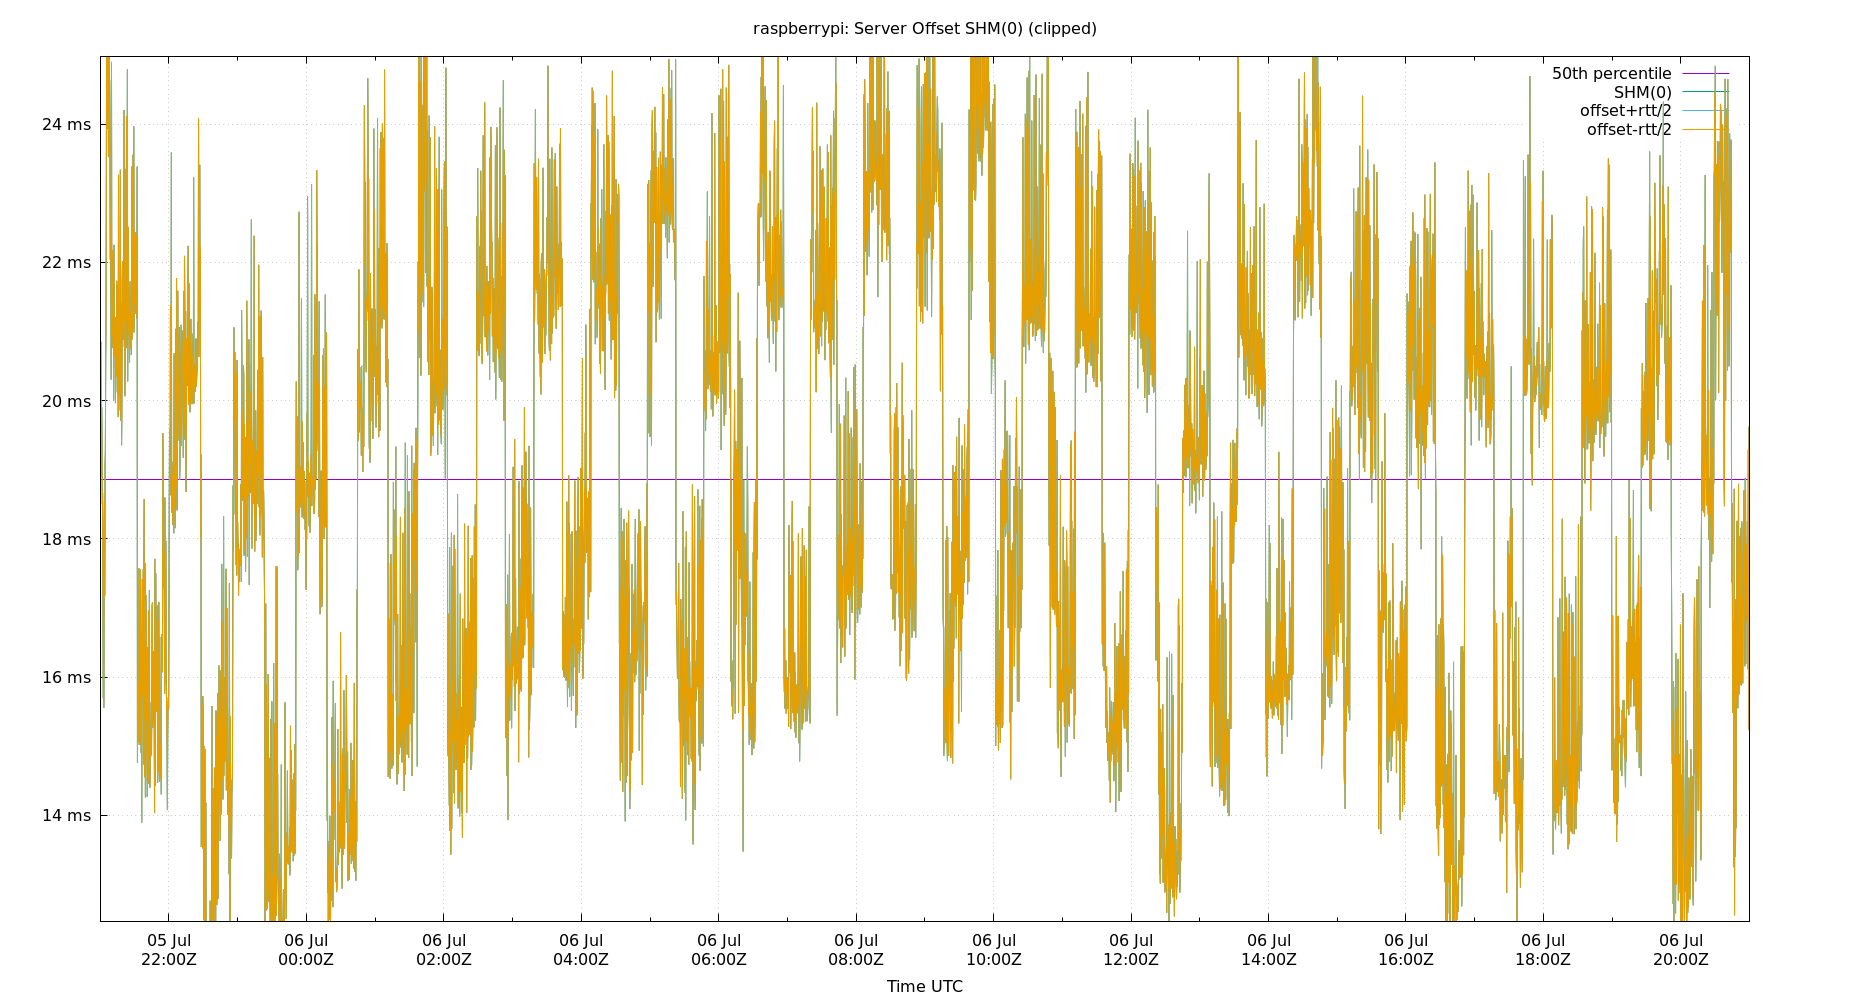 raspberrypi: Server Offset SHM(0) (clipped)
50th percentile
SHM(0)
offset+rtt/2
offset-rtt/2
24 ms
22 ms
20 ms
18 ms
16 ms
14 ms
05 Jul 06 Jul 06 Jul 06 Jul 06 Jul 06 Jul 06 Jul 06 Jul 06 Jul 06 Jul 06 Jul 06 Jul
22:00Z 00:00Z 02:00Z 04:00Z 06:00Z 08:00Z 10:00Z 12:00Z 14:00Z 16:00Z 18:00Z 20:00Z
Time UTC